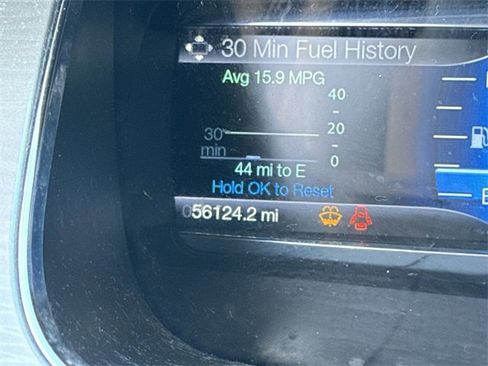 30 Min Fuel History
Avg 15.9 MPG
40
30
20
min
0
44 mi to E
Hold OK to Reset
056124.2 mi
E